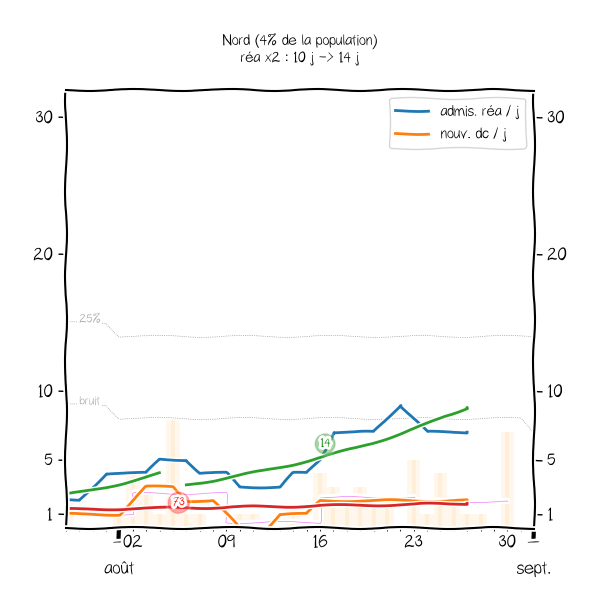 Nord (4% de la population)
réa x2 : 10 j -> 14 j
admis. réa / j
nouv. dc / j
30
30
20
20
25%
10
bruit
10
14
5
5
73
1
1
02
09
16
23
30
août
sept.